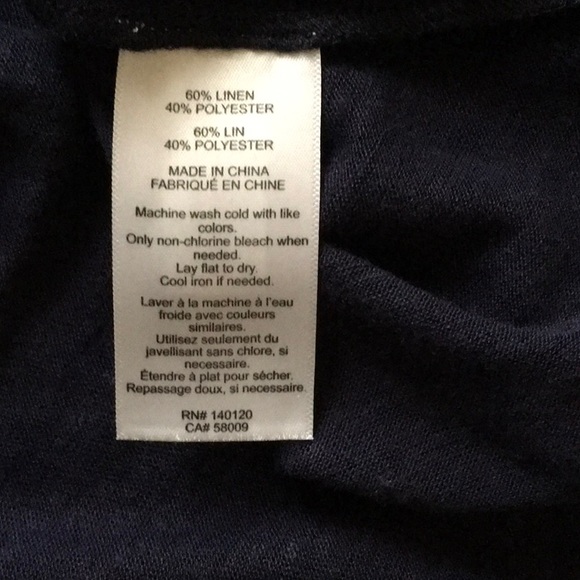 60% LINEN
40% POLYESTER
60% LIN
40% POLYESTER
MADE IN CHINA
FABRIQUÉ EN CHINE
Machine wash cold with like
colors.
Only non-chlorine bleach when
needed.
Lay flat to dry.
Cool iron if needed.
Laver à la machine à l'eau
froide avec couleurs
similaires.
Utilisez seulement du
javellisant sans chlore, si
necessaire.
Étendre à plat pour sécher.
Repassage doux, si necessaire.
RN# 140120
CA# 58009